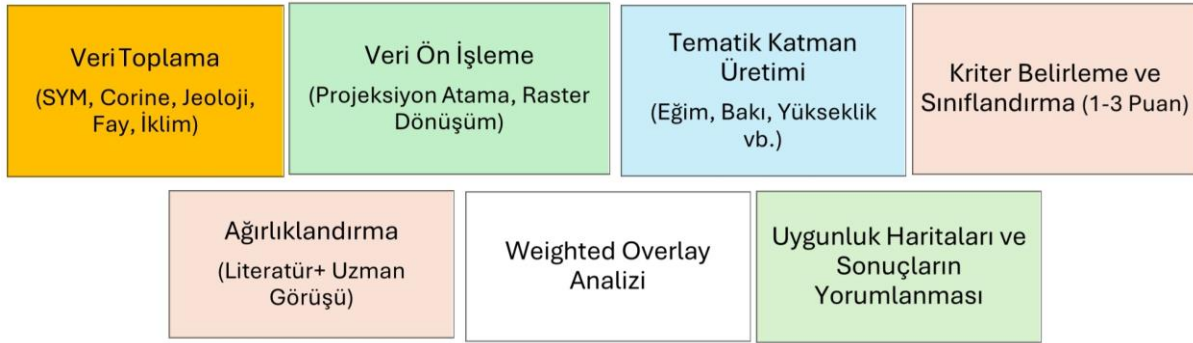 Veri Toplama
(SYM, Corine, Jeoloji,
Fay, İklim)
Veri Ön İşleme
(Projeksiyon Atama, Raster
Dönüşüm)
Tematik Katman
Üretimi
(Eğim, Bakı, Yükseklik
vb.)
Kriter Belirleme ve
Sınıflandırma (1-3 Puan)
Ağırlıklandırma
(Literatür+ Uzman
Görüşü)
Weighted Overlay
Analizi
Uygunluk Haritaları ve
Sonuçların
Yorumlanması